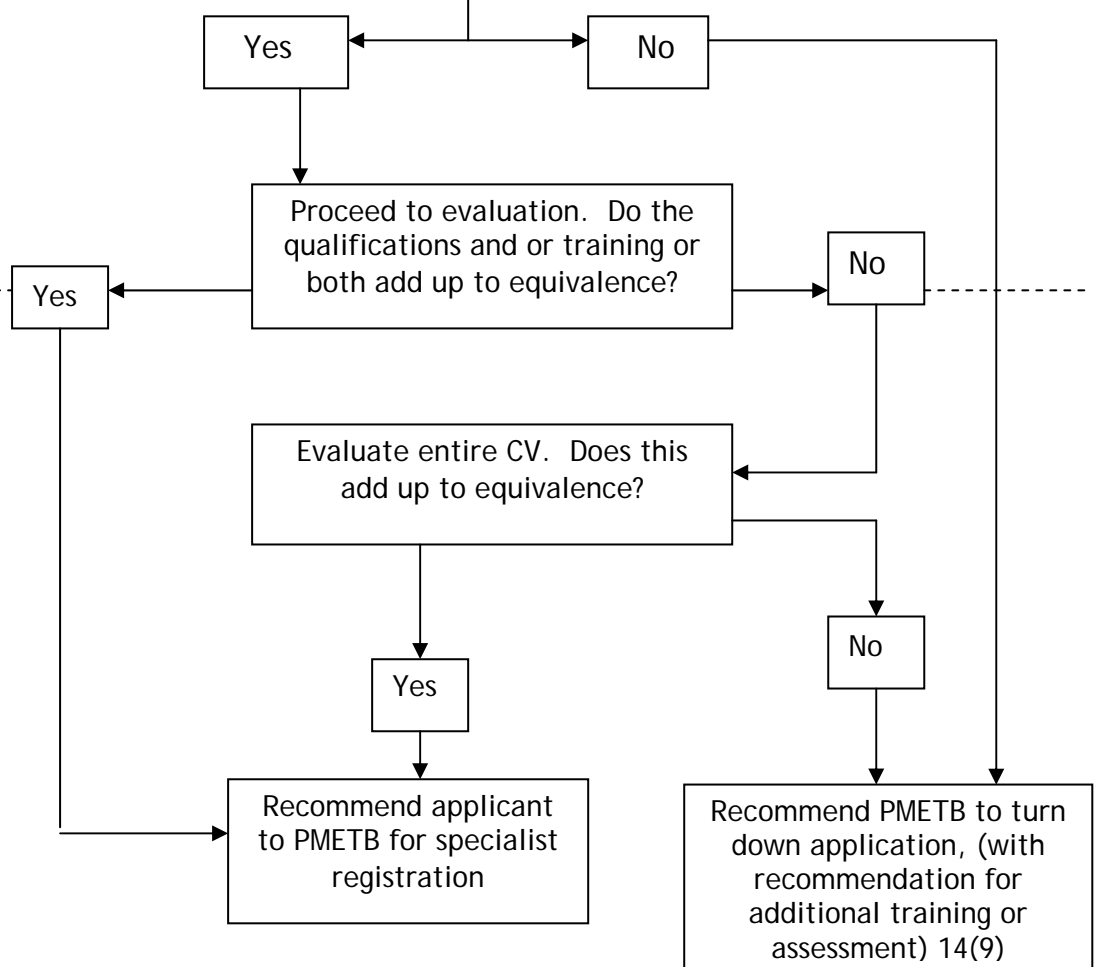 Yes
No
Proceed to evaluation. Do the
qualifications and or training or
both add up to equivalence?
Yes
No
Evaluate entire CV. Does this
add up to equivalence?
Yes
No
Recommend applicant
to PMETB for specialist
registration
Recommend PMETB to turn
down application, (with
recommendation for
additional training or
assessment) 14(9)